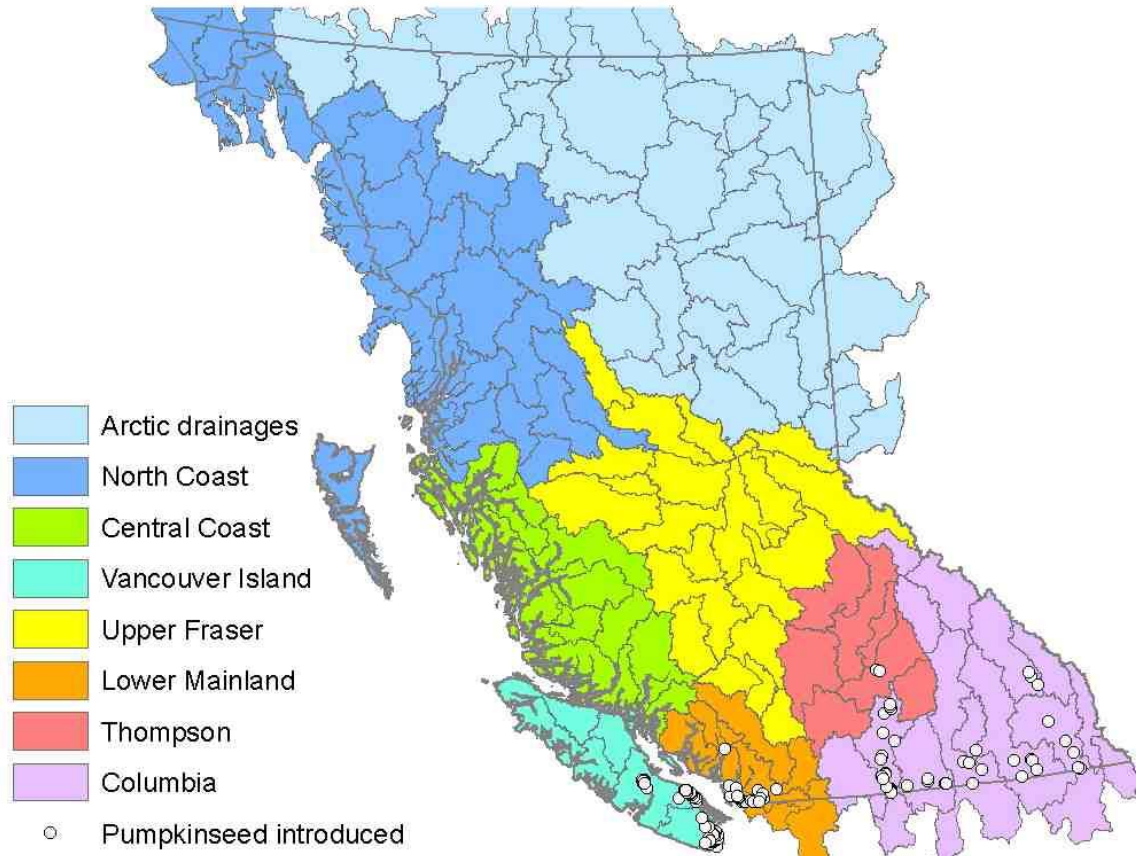 Arctic drainages
North Coast
Central Coast
Vancouver Island
Upper Fraser
Lower Mainland
Thompson
Columbia
Pumpkinseed introduced